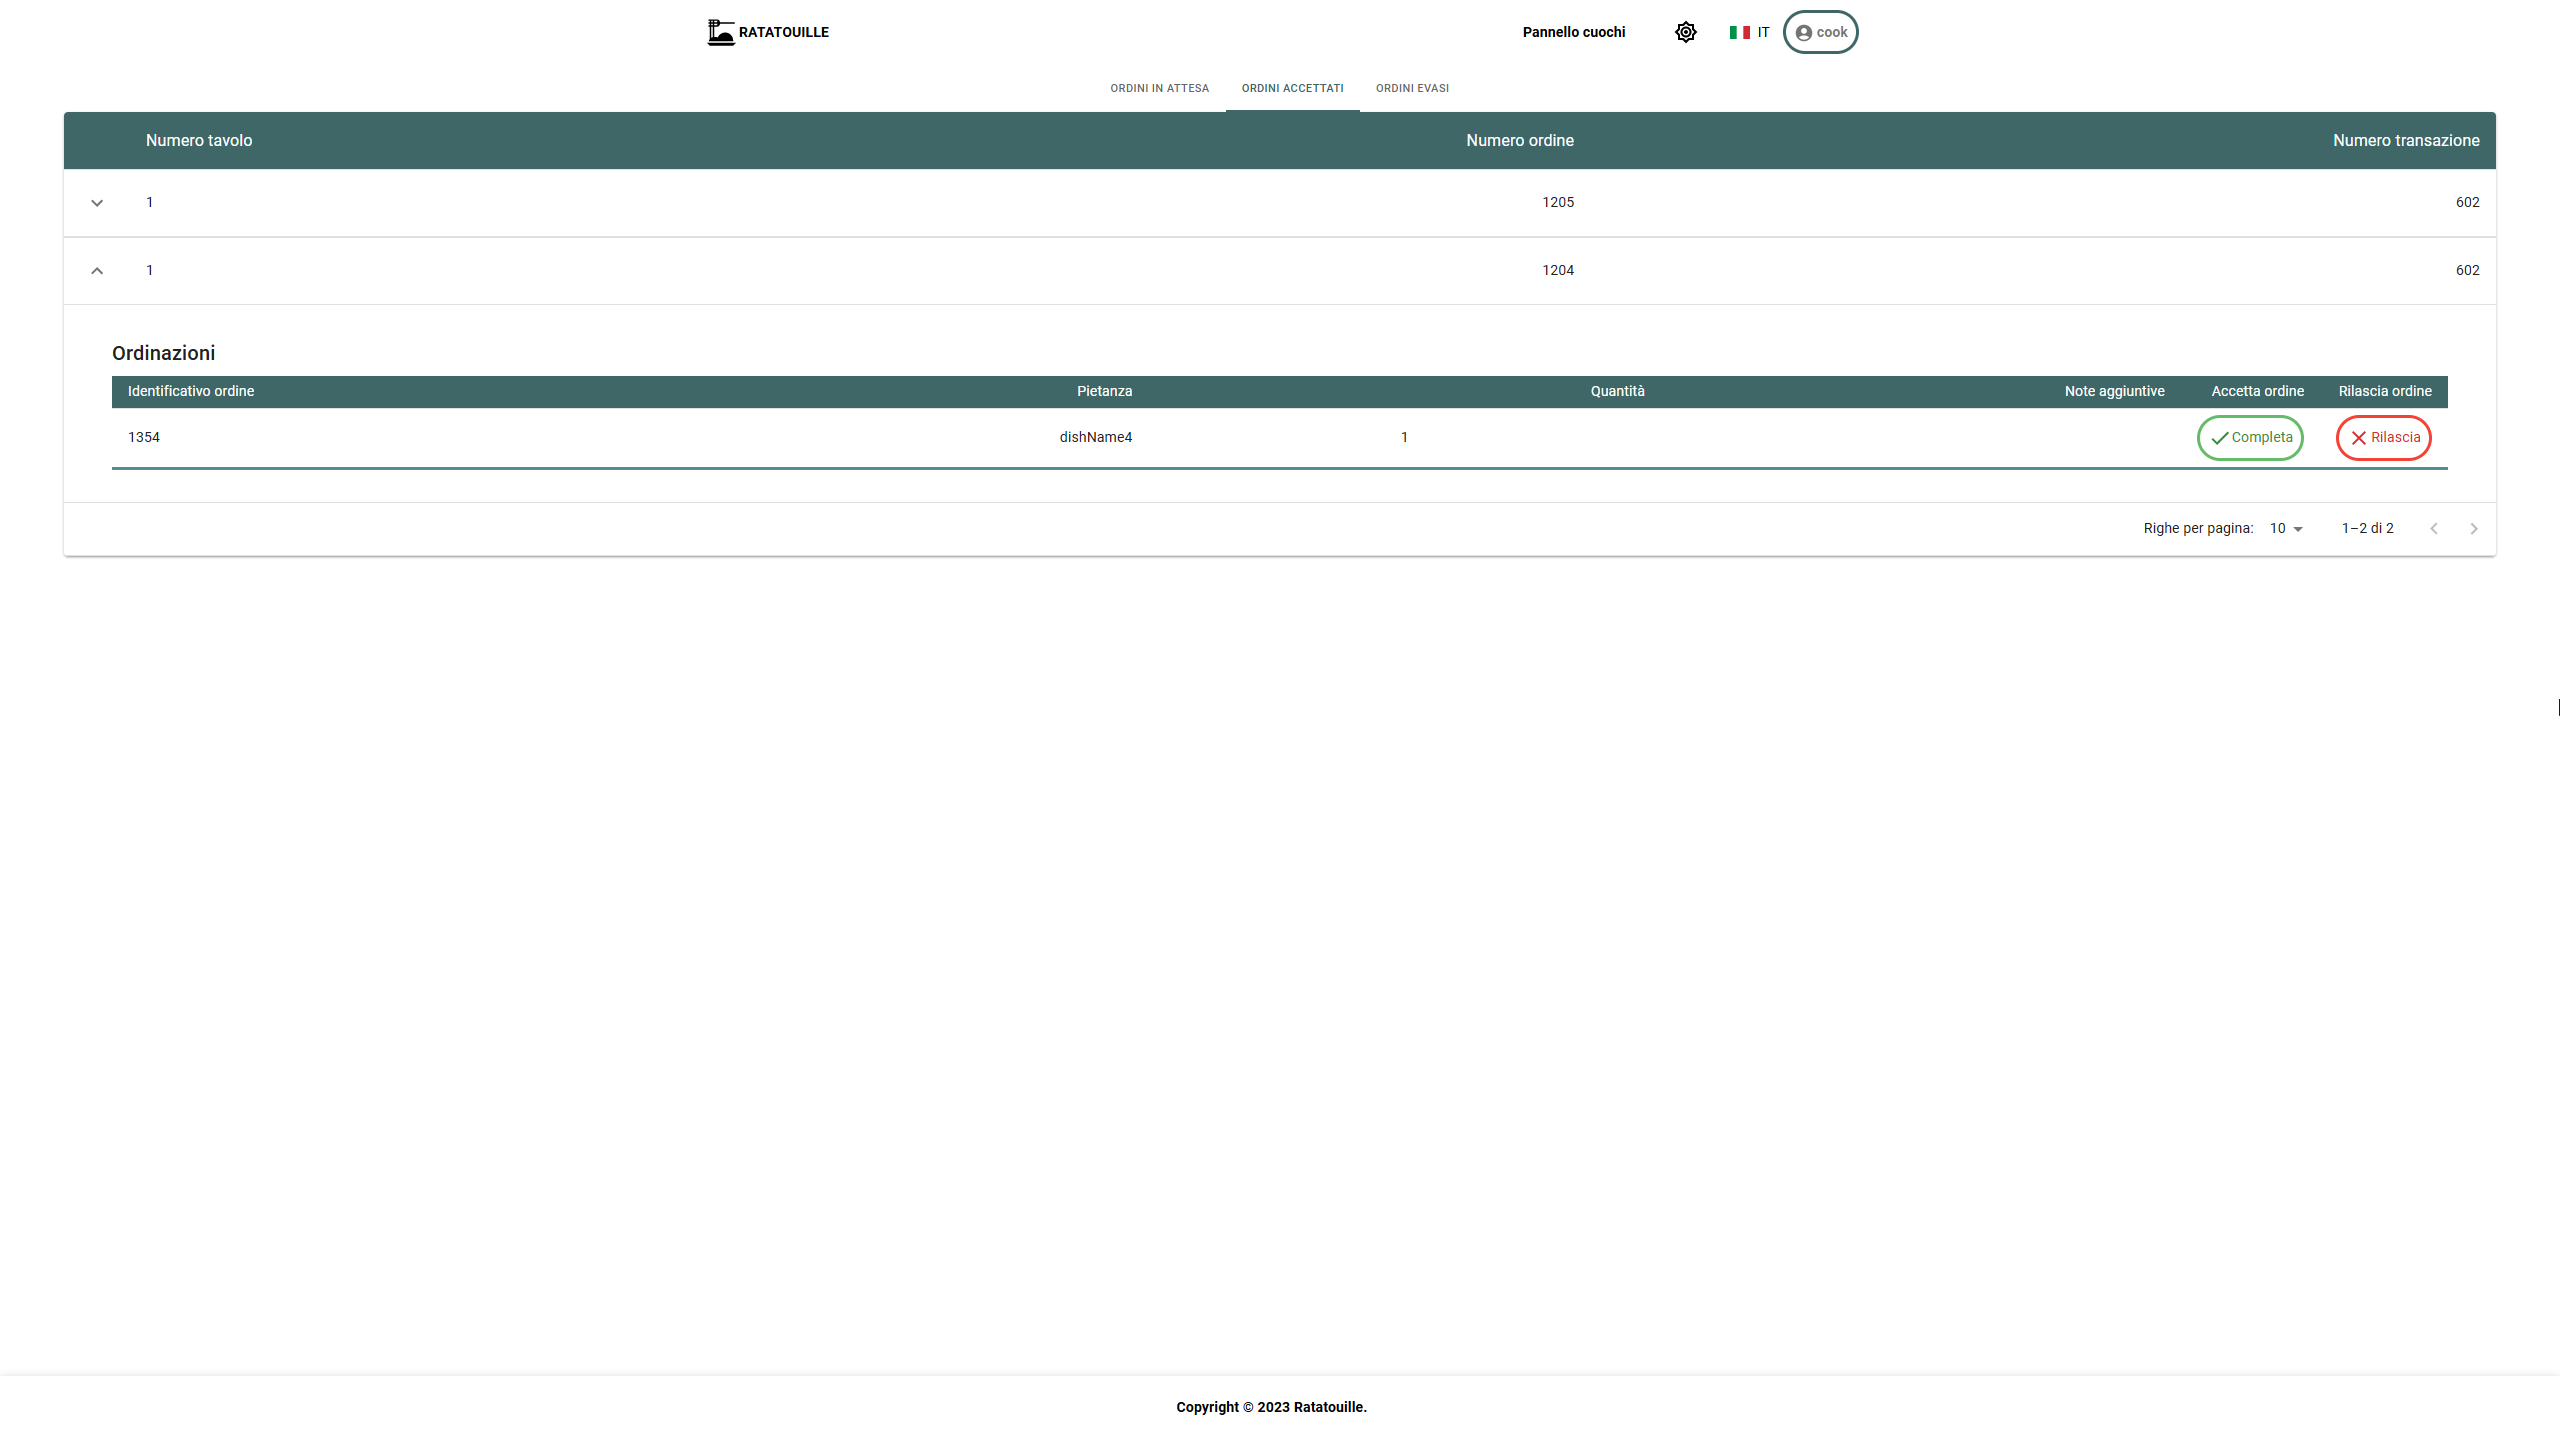 RATATOUILLE Pannello cuochi IT cook
ORDINI IN ATTESA ORDINI ACCETTATI ORDINI EVASI
Numero tavolo Numero ordine Numero transazione
1 1205 602
1 1204 602
Ordinazioni
Identificativo ordine Pietanza Quantità Note aggiuntive Accetta ordine Rilascia ordine
1354 dishName4 1 Completa Rilascia
Righe per pagina: 10 1–2 di 2
Copyright © 2023 Ratatouille.